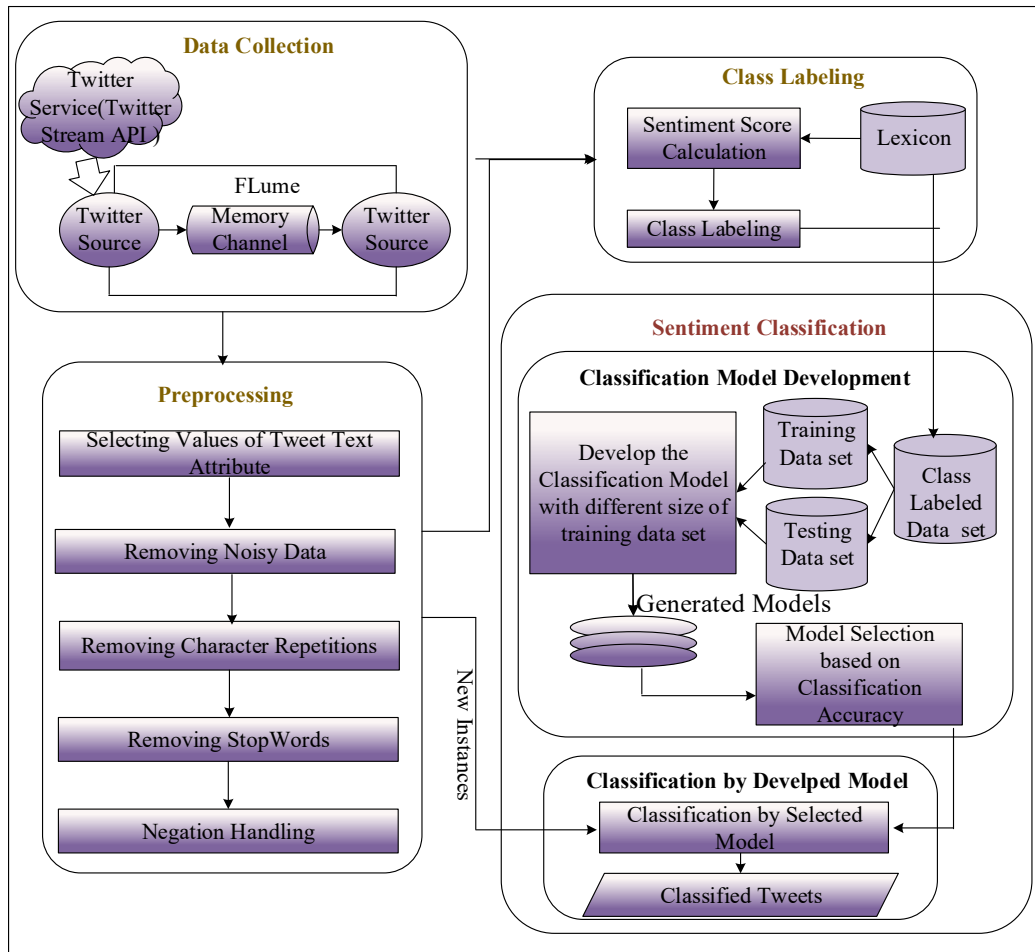 Data Collection
Twitter
Service(Twitter
Stream API )
FLume
Twitter
Source
Memory
Channel
Twitter
Source
Class Labeling
Sentiment Score
Calculation
Lexicon
Class Labeling
Preprocessing
Selecting Values of Tweet Text
Attribute
Removing Noisy Data
Removing Character Repetitions
Removing StopWords
Negation Handling
New Instances
Sentiment Classification
Classification Model Development
Develop the
Classification Model
with different size of
training data set
Training
Data set
Testing
Data set
Class
Labeled
Data set
Generated Models
Model Selection
based on
Classification
Accuracy
Classification by Develped Model
Classification by Selected
Model
Classified Tweets